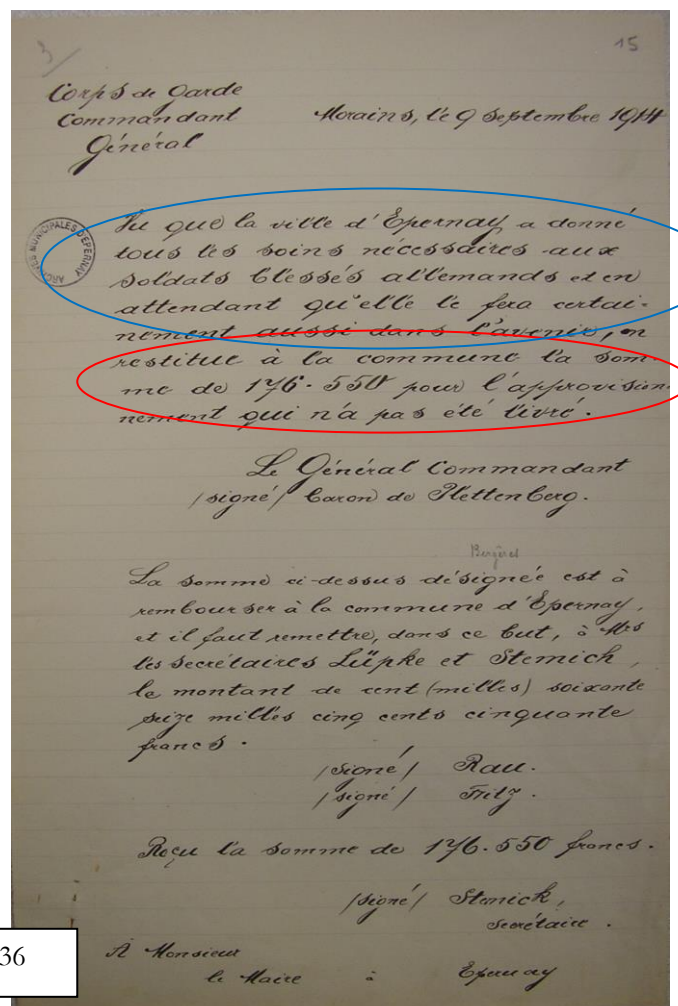 3/
15
Corps de Garde
Commandant
Général
Morains, le 9 Septembre 1914
ARCHIVES MUNICIPALES D'EPERNAY
Vu que la ville d'Epernay a donné
tous les soins nécessaires aux
soldats blessés allemands et en
attendant qu'elle le fera certai-
nement aussi dans l'avenir, on
restitue à la commune la som-
me de 176.550 pour l'approvision
nement qui n'a pas été livré.
Le Général Commandant
/signé/ baron de Plettenberg.
Bergères
La somme ci-dessus désignée est à
rembourser à la commune d'Epernay,
et il faut remettre, dans ce but, à Mrs
les secrétaires Lüpke et Stemick,
le montant de cent (milles) soixante
seize milles cinq cents cinquante
francs.
/signé/ Rau.
/signé/ Fritz.
Reçu la somme de 176.550 francs.
/signé/ Stemick,
Secrétaire.
36
A Monsieur
le Maire à Epernay